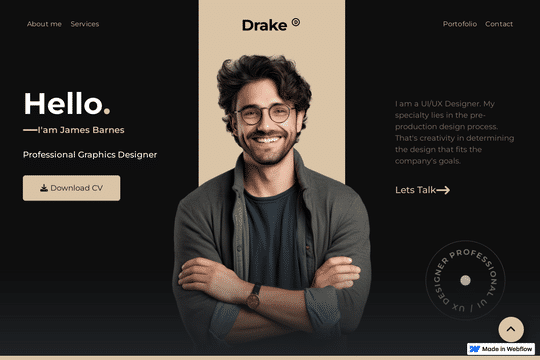 About me Services
Drake D
Portofolio Contact
Hello.
I'am James Barnes
Professional Graphics Designer
Download CV
I am a UI/UX Designer. My
specialty lies in the pre-
production design process.
That's creativity in determining
the design that fits the
company's goals.
Lets Talk
PROFESSIONAL UI / UX DESIGNER
Made in Webflow